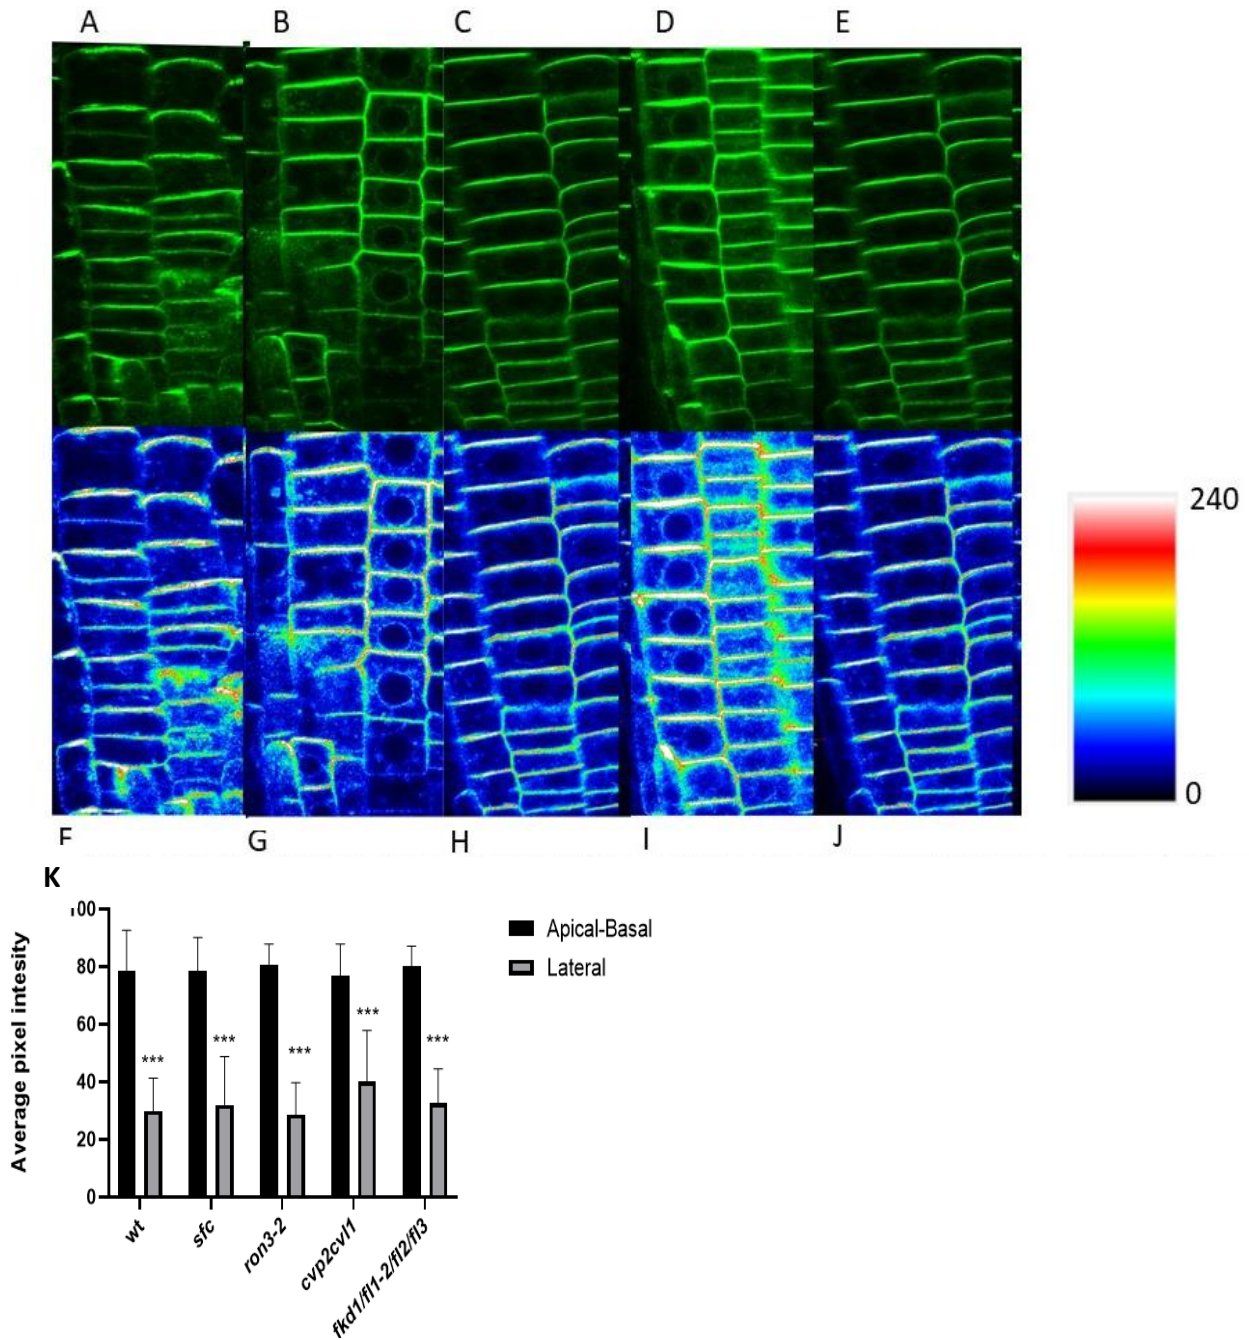 A B C D E
240
0
F G H I J
K
100
80
60
40
20
0
Average pixel intesity
Apical-Basal
Lateral
*** *** *** *** ***
wt
sfc
ron3-2
cvp2cvl1
fkd1/fl1-2/fl2/fl3